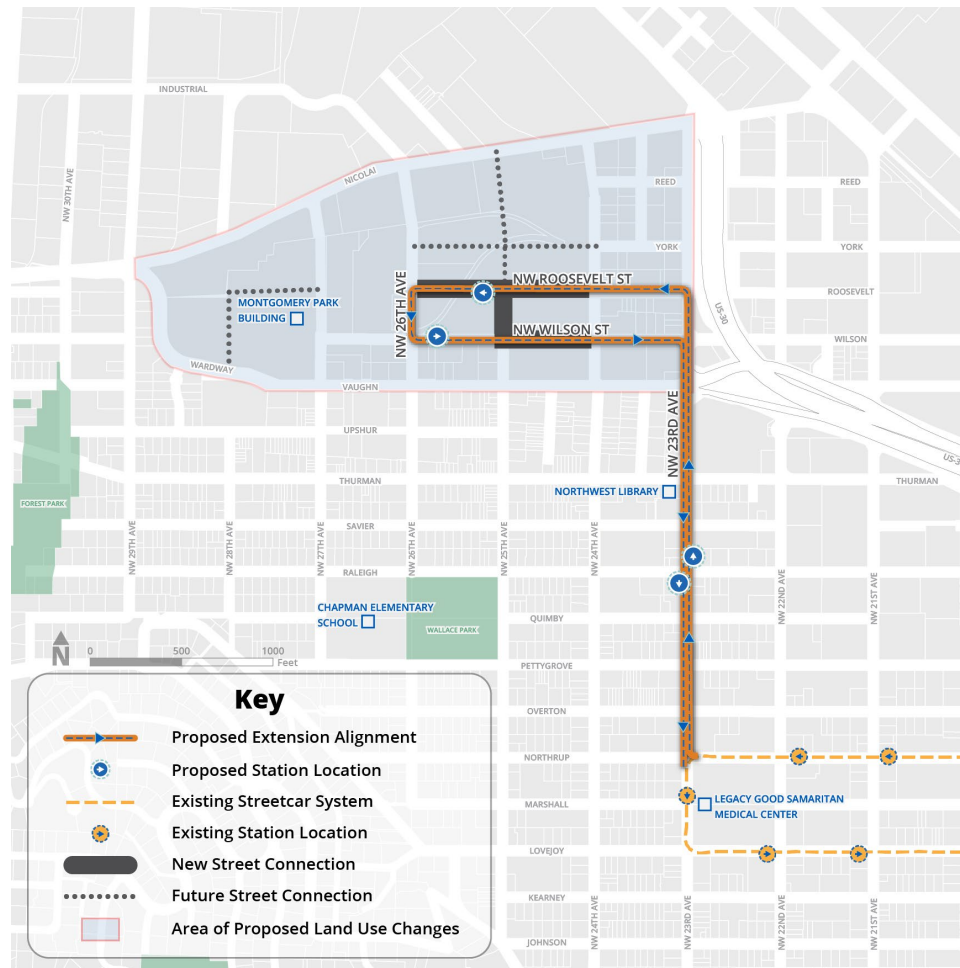 INDUSTRIAL
NW 30TH AVE
NICOLAI
REED
REED
YORK
YORK
NW ROOSEVELT ST
ROOSEVELT
MONTGOMERY PARK
BUILDING
NW 26TH AVE
US-30
NW WILSON ST
WILSON
WARDWAY
VAUGHN
NW 23RD AVE
UPSHUR
US-3
THURMAN
NORTHWEST LIBRARY
THURMAN
FOREST PARK
SAVIER
NW 29TH AVE
NW 28TH AVE
NW 27TH AVE
NW 26TH AVE
NW 25TH AVE
NW 24TH AVE
RALEIGH
NW 22ND AVE
NW 21ST AVE
CHAPMAN ELEMENTARY
SCHOOL
QUIMBY
WALLACE PARK
N
0 500 1000
Feet
PETTYGROVE
OVERTON
NORTHRUP
MARSHALL
LEGACY GOOD SAMARITAN
MEDICAL CENTER
LOVEJOY
KEARNEY
NW 24TH AVE
NW 23RD AVE
NW 22ND AVE
NW 21ST AVE
JOHNSON
Key
Proposed Extension Alignment
Proposed Station Location
Existing Streetcar System
Existing Station Location
New Street Connection
Future Street Connection
Area of Proposed Land Use Changes